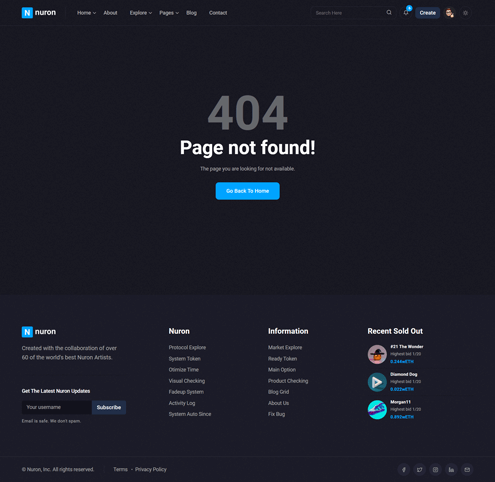 N nuron
Home
About
Explore
Pages
Blog
Contact
Search Here
Create
404
Page not found!
The page you are looking for not available.
Go Back To Home
N nuron
Created with the collaboration of over
60 of the world's best Nuron Artists.
Get The Latest Nuron Updates
Your username
Subscribe
Email is safe. We don't spam.
Nuron
Protocol Explore
System Token
Otimize Time
Visual Checking
Fadeup System
Activity Log
System Auto Since
Information
Market Explore
Ready Token
Main Option
Product Checking
Blog Grid
About Us
Fix Bug
Recent Sold Out
#21 The Wonder
Highest bid 1/20
0.244wETH
Diamond Dog
Highest bid 1/20
0.022wETH
Morgan11
Highest bid 1/20
0.892wETH
© Nuron, Inc. All rights reserved.
Terms
Privacy Policy